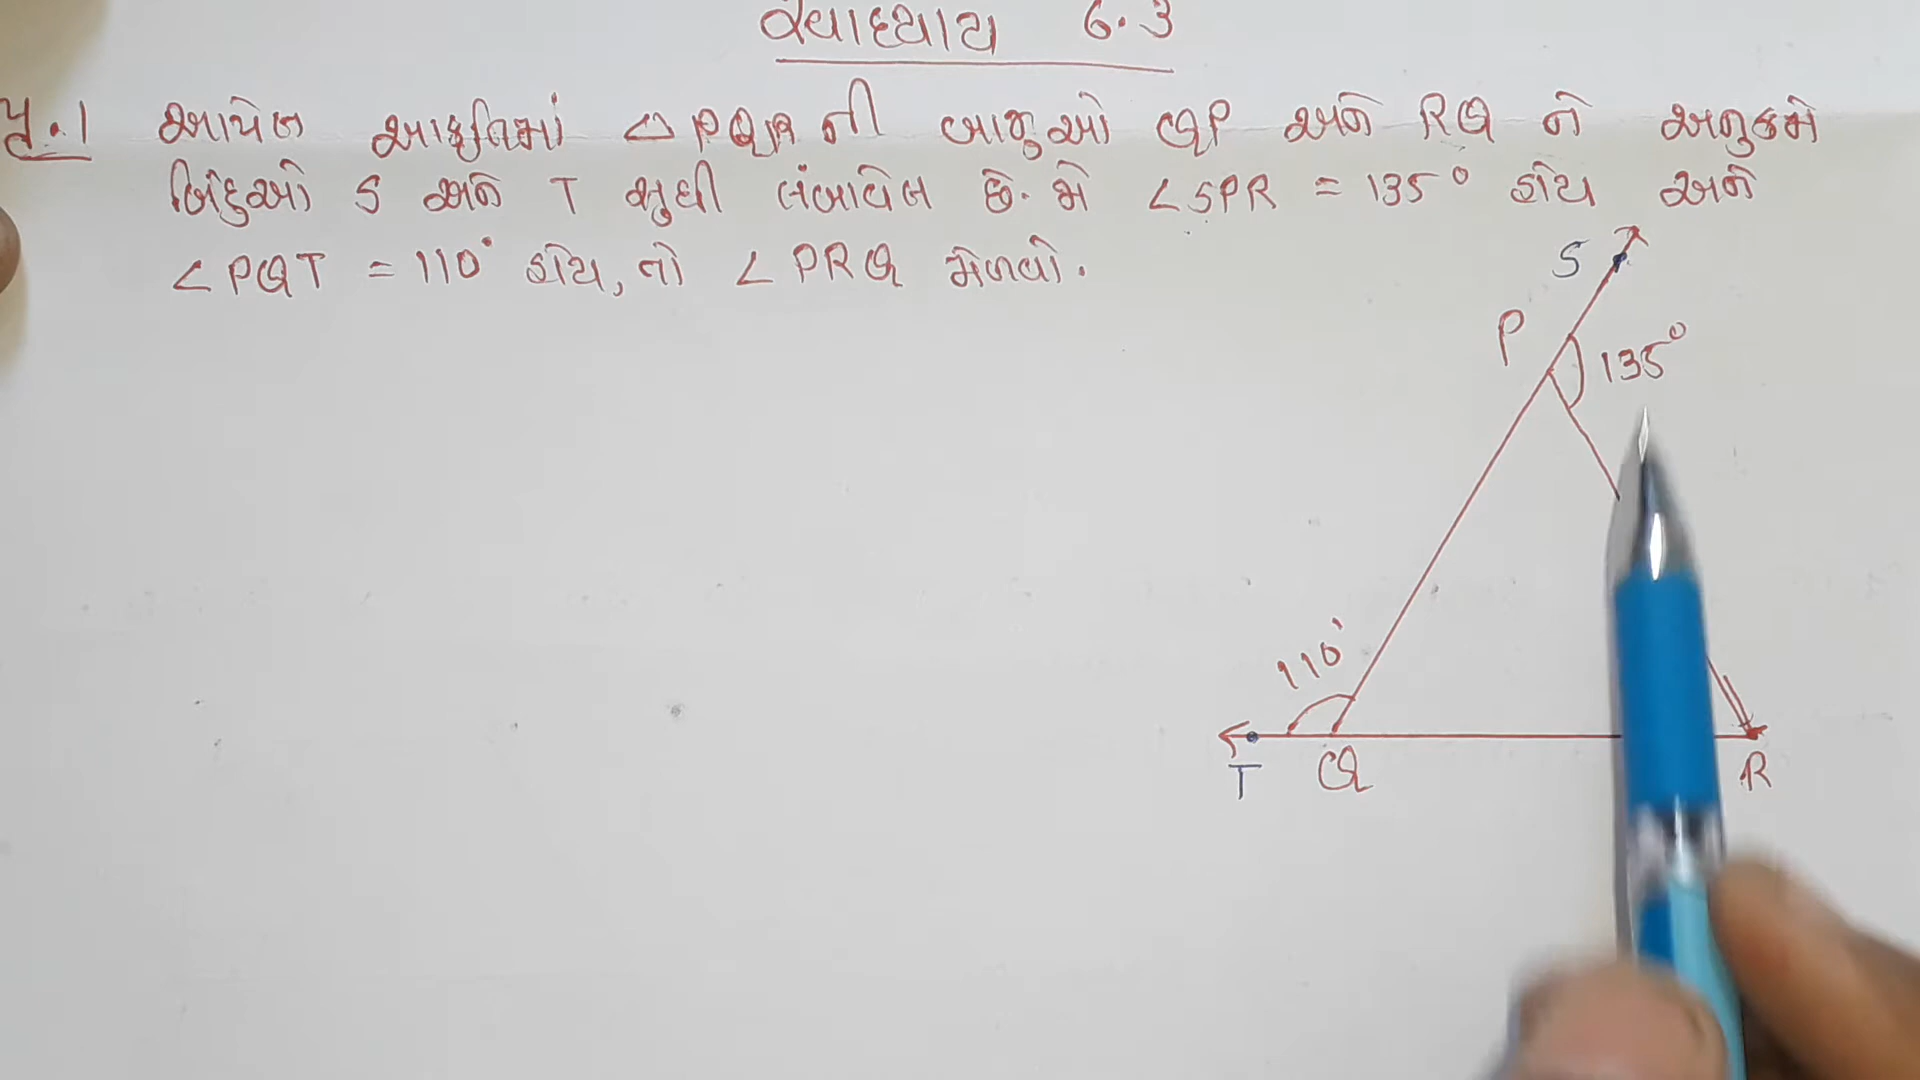 સ્વાધ્યાય 6.3
પ્ર.1 આપેલ આકૃતિમાં △PQR ની બાજુઓ QP અને RQ ને અનુક્રમે
બિંદુઓ S અને T સુધી લંબાવેલ છે. જો ∠SPR = 135° હોય અને
∠PQT = 110° હોય, તો ∠PRQ મેળવો.
S
P
135°
110°
T Q R